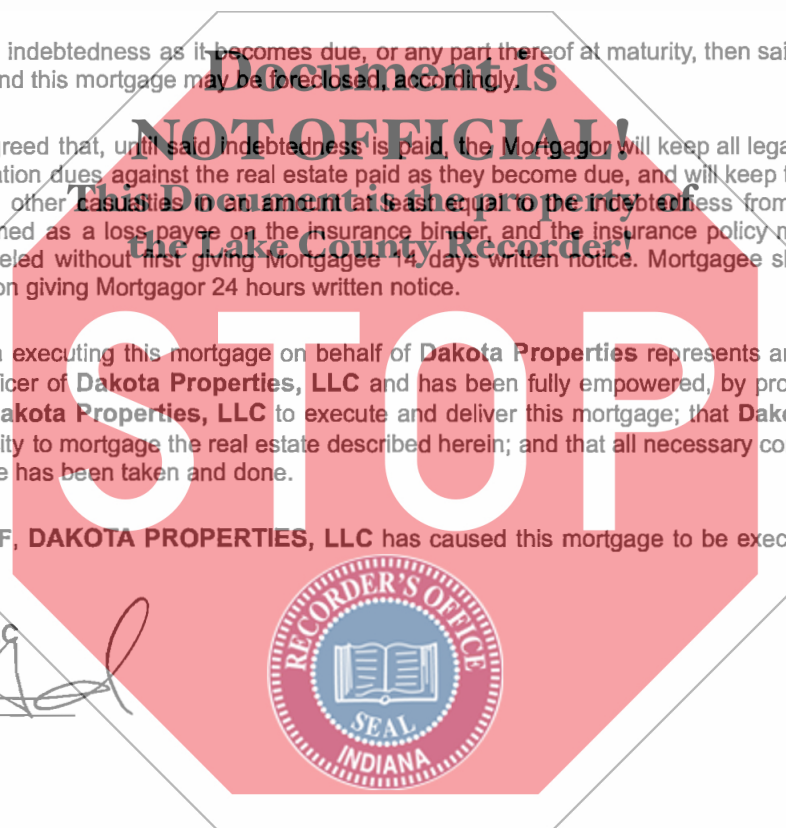 indebtedness as it becomes due, or any part thereof at maturity, then sai
nd this mortgage may be foreclosed, accordingly.
Document is
NOT OFFICIAL!
This Document is the property of
the Lake County Recorder!
greed that, until said indebtedness is paid, the Mortgagor will keep all lega
ation dues against the real estate paid as they become due, and will keep t
other casualties in an amount at least equal to the indebtedness from
ned as a loss payee on the insurance binder, and the insurance policy
eled without first giving Mortgagee 14 days written notice. Mortgagee s
on giving Mortgagor 24 hours written notice.
STOP
executing this mortgage on behalf of Dakota Properties represents a
icer of Dakota Properties, LLC and has been fully empowered, by pro
akota Properties, LLC to execute and deliver this mortgage; that Dak
ity to mortgage the real estate described herein; and that all necessary co
e has been taken and done.
F, DAKOTA PROPERTIES, LLC has caused this mortgage to be exec
RECORDER'S OFFICE
SEAL
INDIANA